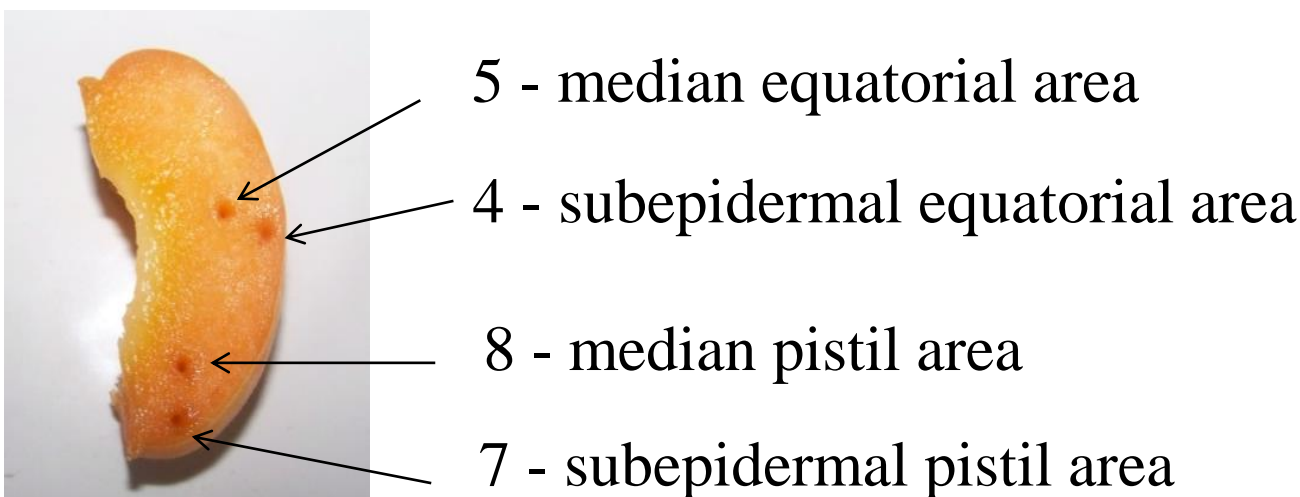 5 - median equatorial area
4 - subepidermal equatorial area
8 - median pistil area
7 - subepidermal pistil area